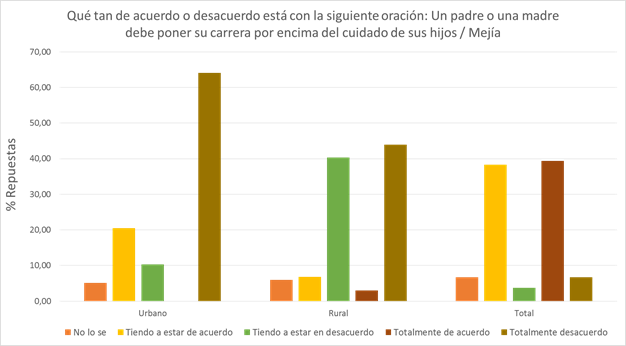 Qué tan de acuerdo o desacuerdo está con la siguiente oración: Un padre o una madre
debe poner su carrera por encima del cuidado de sus hijos / Mejía
% Repuestas
70,00
60,00
50,00
40,00
30,00
20,00
10,00
0,00
Urbano Rural Total
No lo se Tiendo a estar de acuerdo Tiendo a estar en desacuerdo Totalmente de acuerdo Totalmente desacuerdo